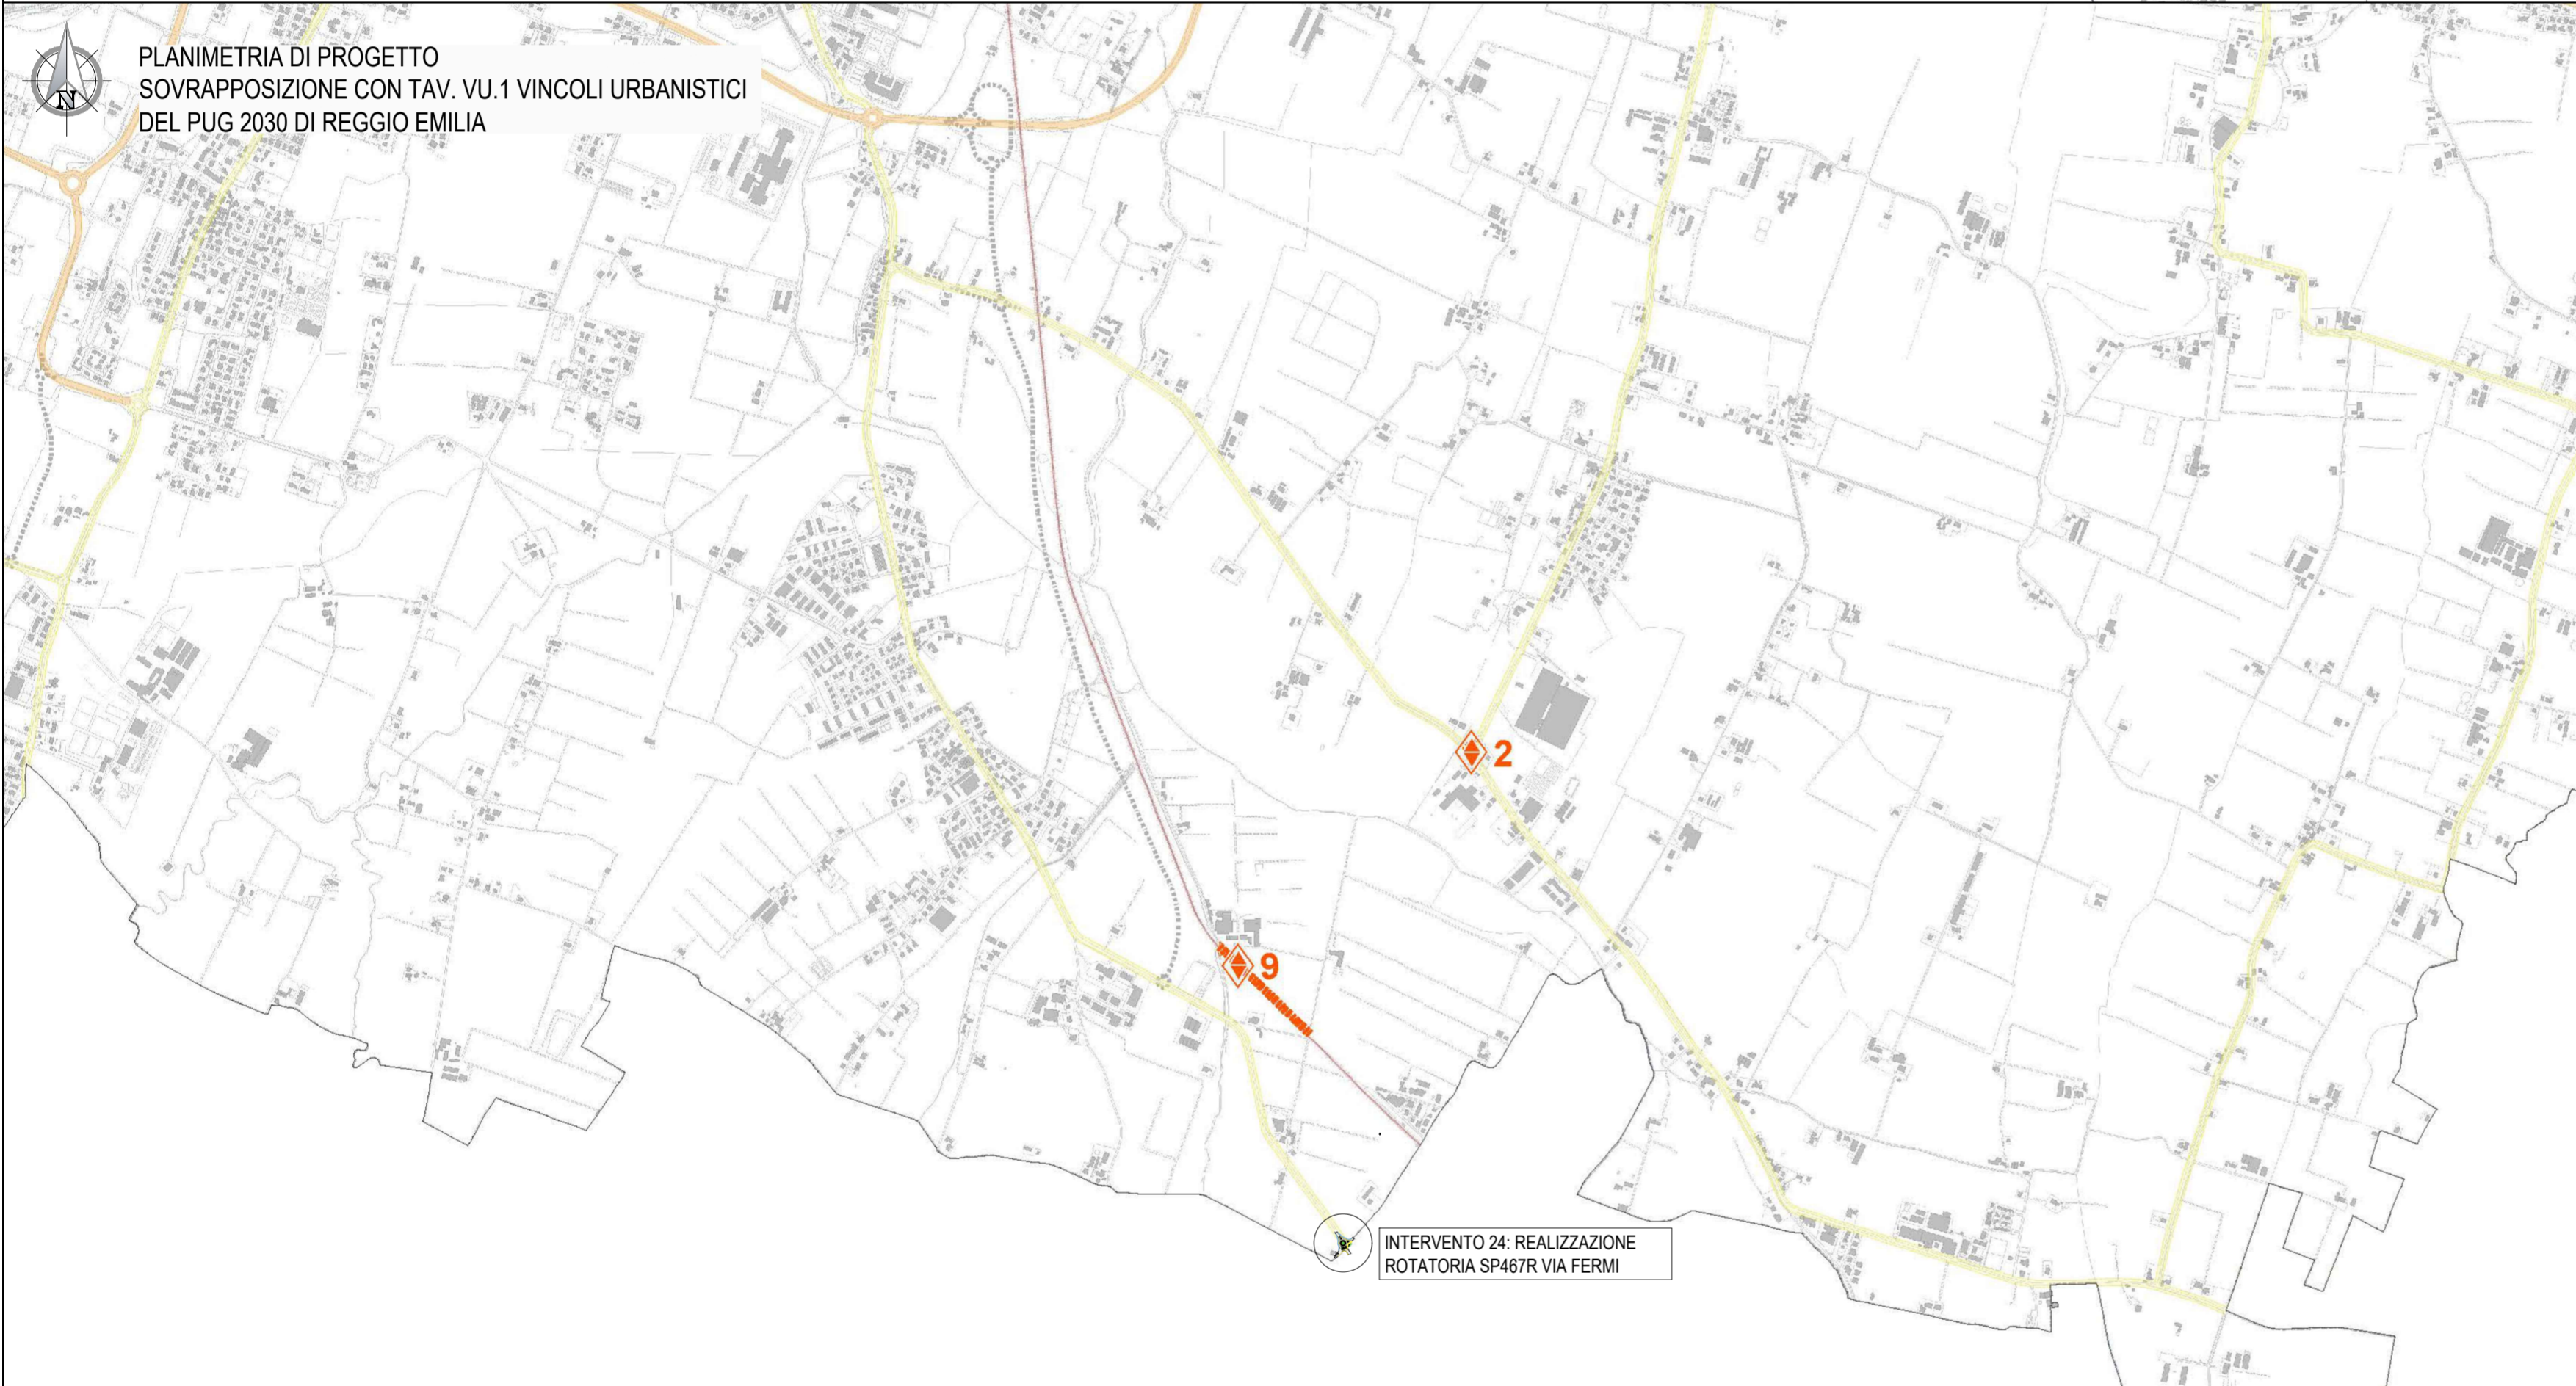 N
PLANIMETRIA DI PROGETTO
SOVRAPPOSIZIONE CON TAV. VU.1 VINCOLI URBANISTICI
DEL PUG 2030 DI REGGIO EMILIA
2
9
INTERVENTO 24: REALIZZAZIONE
ROTATORIA SP467R VIA FERMI